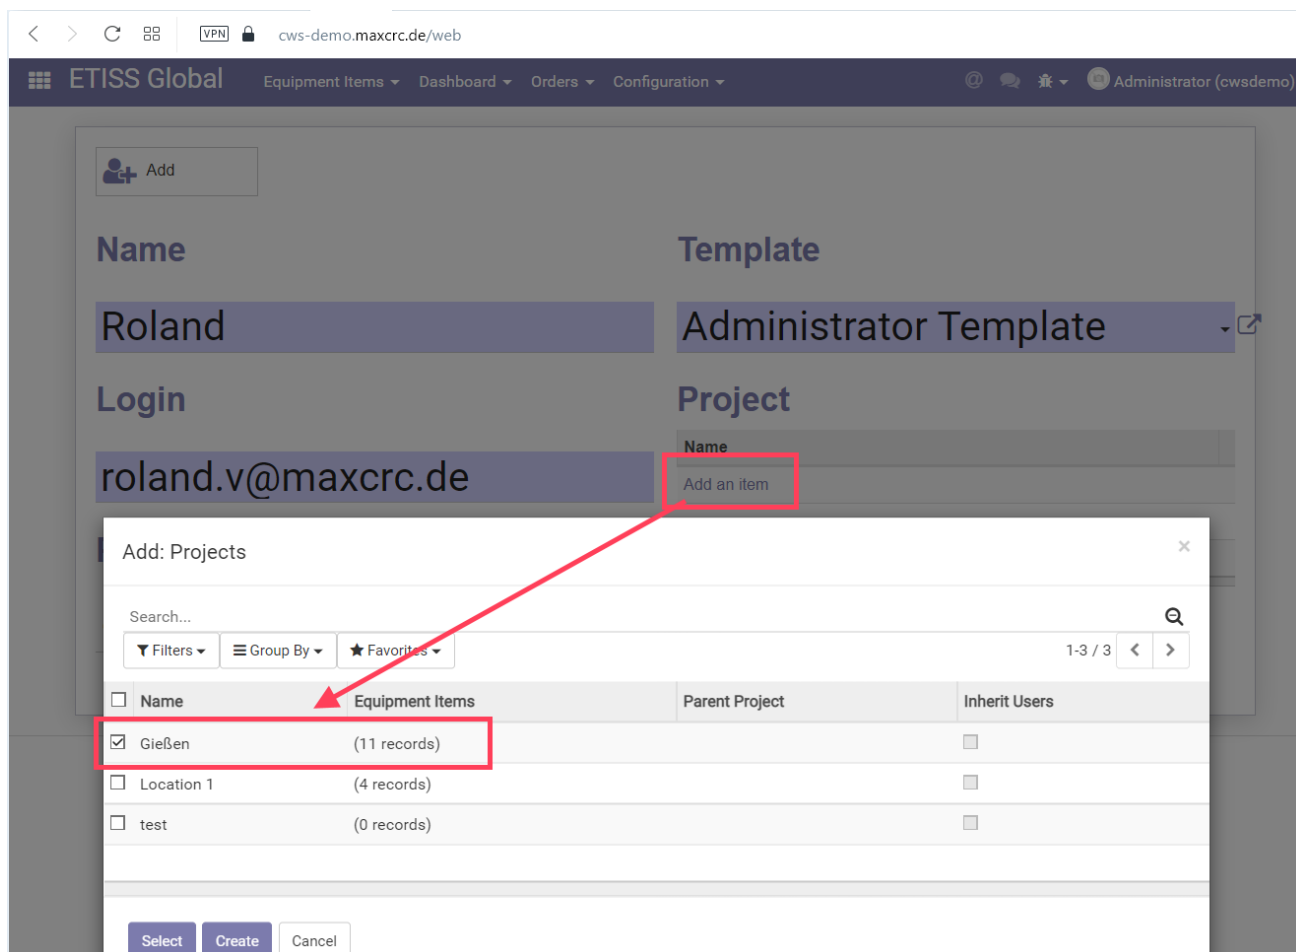 VPN cws-demo.maxcrc.de/web
ETISS Global Equipment Items Dashboard Orders Configuration @ Administrator (cwsdemo)
Add
Name Template
Roland Administrator Template
Login Project
Name
roland.v@maxcrc.de Add an item
Add: Projects ×
Search...
Filters Group By Favorites 1-3 / 3
Name Equipment Items Parent Project Inherit Users
Gießen (11 records)
Location 1 (4 records)
test (0 records)
Select Create Cancel